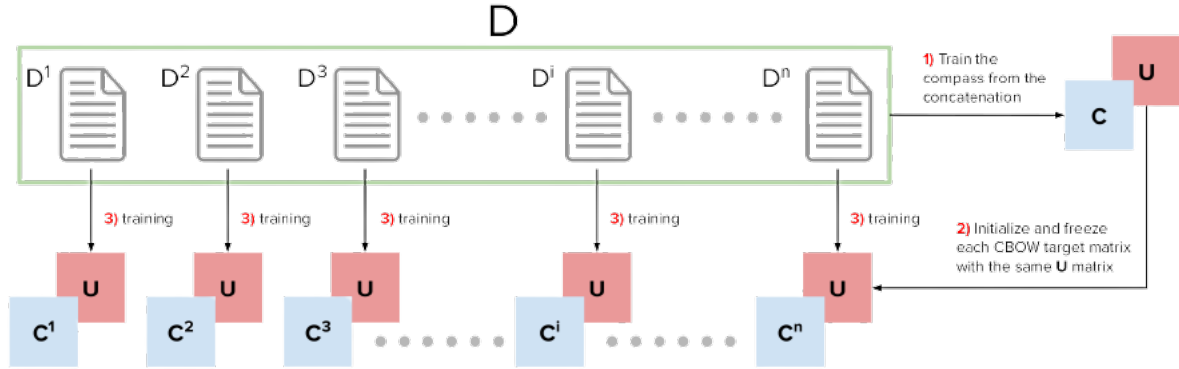 D
D¹ D² D³ Dⁱ Dⁿ
1) Train the
compass from the
concatenation
U
C
3) training 3) training 3) training 3) training 3) training
2) Initialize and freeze
each CBOW target matrix
with the same U matrix
U U U U U
C¹ C² C³ Cⁱ Cⁿ